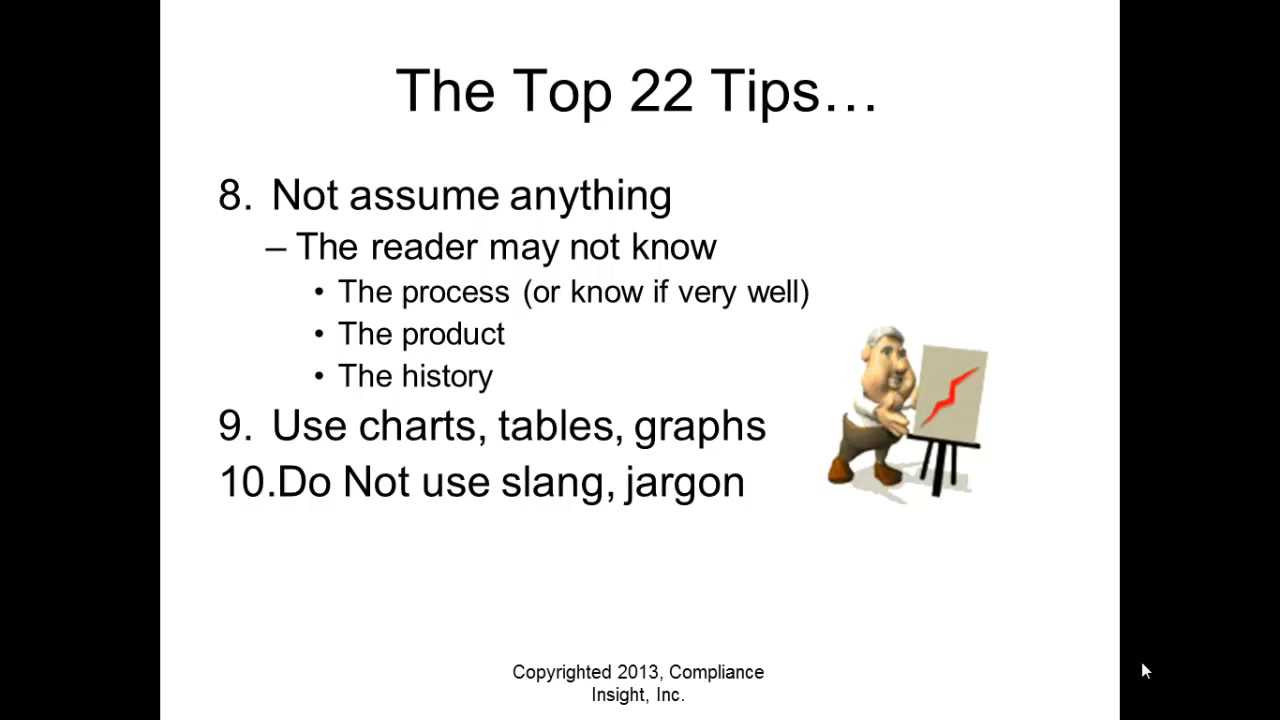 The Top 22 Tips…
8. Not assume anything
– The reader may not know
• The process (or know if very well)
• The product
• The history
9. Use charts, tables, graphs
10.Do Not use slang, jargon
Copyrighted 2013, Compliance
Insight, Inc.